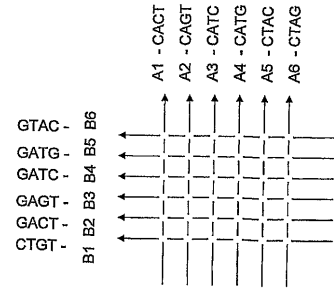 A1 - CACT
A2 - CAGT
A3 - CATC
A4 - CATG
A5 - CTAC
A6 - CTAG
GTAC - B6
GATG - B5
GATC - B4
GAGT - B3
GACT - B2
CTGT - B1